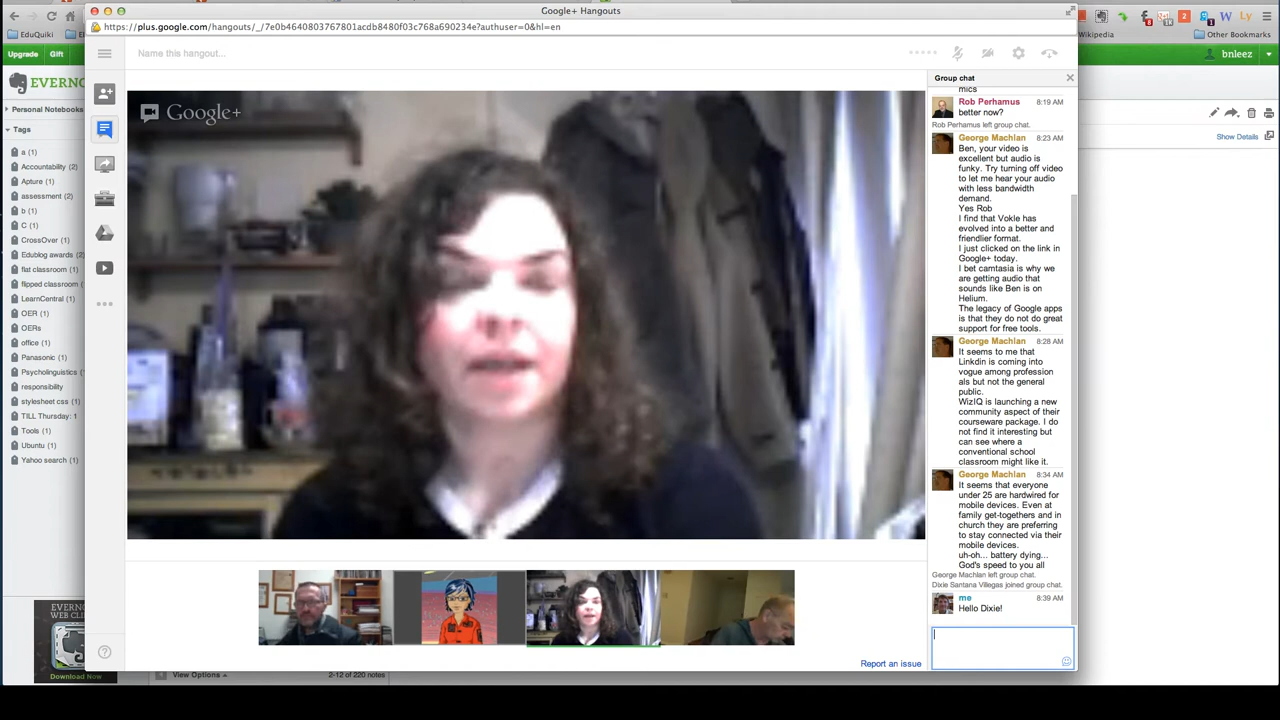 Google+ Hangouts
https://plus.google.com/hangouts/_/7e0b4640803767801acdb8480f03c768a690234e?authuser=0&hl=en
EduQuiki
Wikipedia
Other Bookmarks
Upgrade
Gift
bnleez
Name this hangout...
EVERNO
Personal Notebooks
Tags
a (1)
Accountability (2)
Apture (1)
assessment (2)
b (1)
C (1)
CrossOver (1)
Edublog awards (2)
flat classroom (1)
flipped classroom (1)
LearnCentral (1)
OER (1)
OERs
office (1)
Panasonic (1)
Psycholinguistics (1)
responsibility
stylesheet css (1)
TILL Thursday: 1
Tools (1)
Ubuntu (1)
Yahoo search (1)
EVERN
WEB CLI
Download Now
Google+
Group chat
mics
Rob Perhamus 8:19 AM
better now?
Rob Perhamus left group chat.
George Machlan 8:23 AM
Ben, your video is
excellent but audio is
funky. Try turning off video
to let me hear your audio
with less bandwidth
demand.
Yes Rob
I find that Vokle has
evolved into a better and
friendlier format.
I just clicked on the link in
Google+ today.
I bet camtasia is why we
are getting audio that
sounds like Ben is on
Helium.
The legacy of Google apps
is that they do not do great
support for free tools.
George Machlan 8:28 AM
It seems to me that
Linkdin is coming into
vogue among profession
als but not the general
public.
WizIQ is launching a new
community aspect of their
courseware package. I do
not find it interesting but
can see where a
conventional school
classroom might like it.
George Machlan 8:34 AM
It seems that everyone
under 25 are hardwired for
mobile devices. Even at
family get-togethers and in
church they are preferring
to stay connected via their
mobile devices.
uh-oh... battery dying...
God's speed to you all
George Machlan left group chat.
Dixie Santana Villegas joined group chat.
me 8:39 AM
Hello Dixie!
Report an issue
Show Details
View Options
2-12 of 220 notes